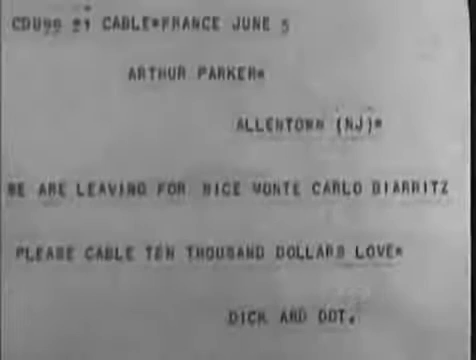 CDU99 21 CABLE=FRANCE JUNE 5
ARTHUR PARKER=
ALLENTOWN (NJ)=
WE ARE LEAVING FOR NICE MONTE CARLO BIARRITZ
PLEASE CABLE TEN THOUSAND DOLLARS LOVE=
DICK AND DOT.